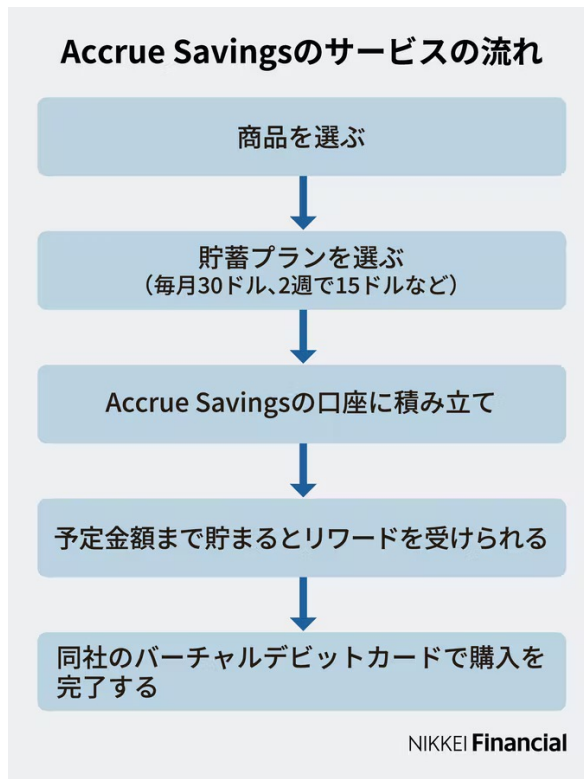 Accrue Savingsのサービスの流れ
商品を選ぶ
貯蓄プランを選ぶ
（毎月30ドル、2週で15ドルなど）
Accrue Savingsの口座に積み立て
予定金額まで貯まるとリワードを受けられる
同社のバーチャルデビットカードで購入を
完了する
NIKKEI Financial